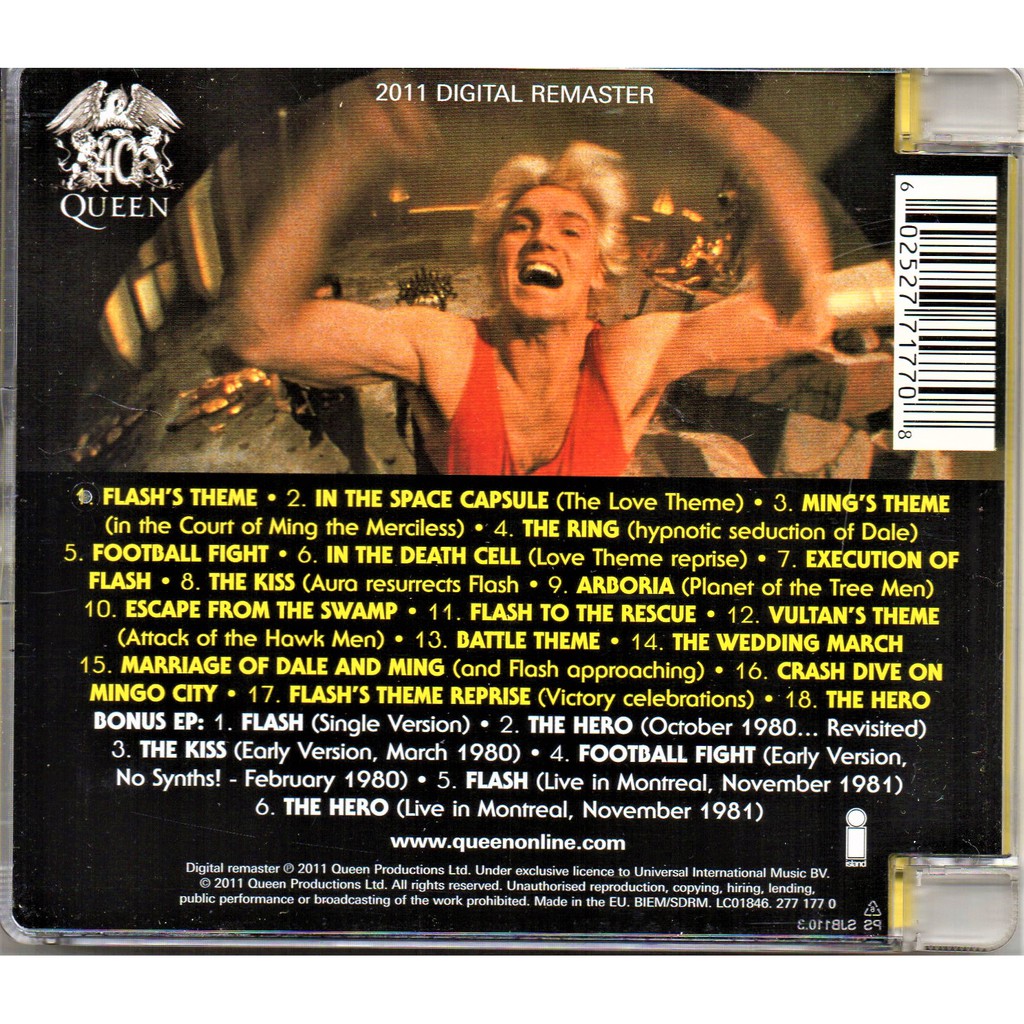 2011 DIGITAL REMASTER
40
QUEEN
6 02527 71770 8
1. FLASH'S THEME • 2. IN THE SPACE CAPSULE (The Love Theme) • 3. MING'S THEME
(in the Court of Ming the Merciless) • 4. THE RING (hypnotic seduction of Dale)
5. FOOTBALL FIGHT • 6. IN THE DEATH CELL (Love Theme reprise) • 7. EXECUTION OF
FLASH • 8. THE KISS (Aura resurrects Flash • 9. ARBORIA (Planet of the Tree Men)
10. ESCAPE FROM THE SWAMP • 11. FLASH TO THE RESCUE • 12. VULTAN'S THEME
(Attack of the Hawk Men) • 13. BATTLE THEME • 14. THE WEDDING MARCH
15. MARRIAGE OF DALE AND MING (and Flash approaching) • 16. CRASH DIVE ON
MINGO CITY • 17. FLASH'S THEME REPRISE (Victory celebrations) • 18. THE HERO
BONUS EP: 1. FLASH (Single Version) • 2. THE HERO (October 1980... Revisited)
3. THE KISS (Early Version, March 1980) • 4. FOOTBALL FIGHT (Early Version,
No Synths! - February 1980) • 5. FLASH (Live in Montreal, November 1981)
6. THE HERO (Live in Montreal, November 1981)
www.queenonline.com
island
Digital remaster ℗ 2011 Queen Productions Ltd. Under exclusive licence to Universal International Music BV.
© 2011 Queen Productions Ltd. All rights reserved. Unauthorised reproduction, copying, hiring, lending,
public performance or broadcasting of the work prohibited. Made in the EU. BIEM/SDRM. LC01846. 277 177 0
PS SJB110.3